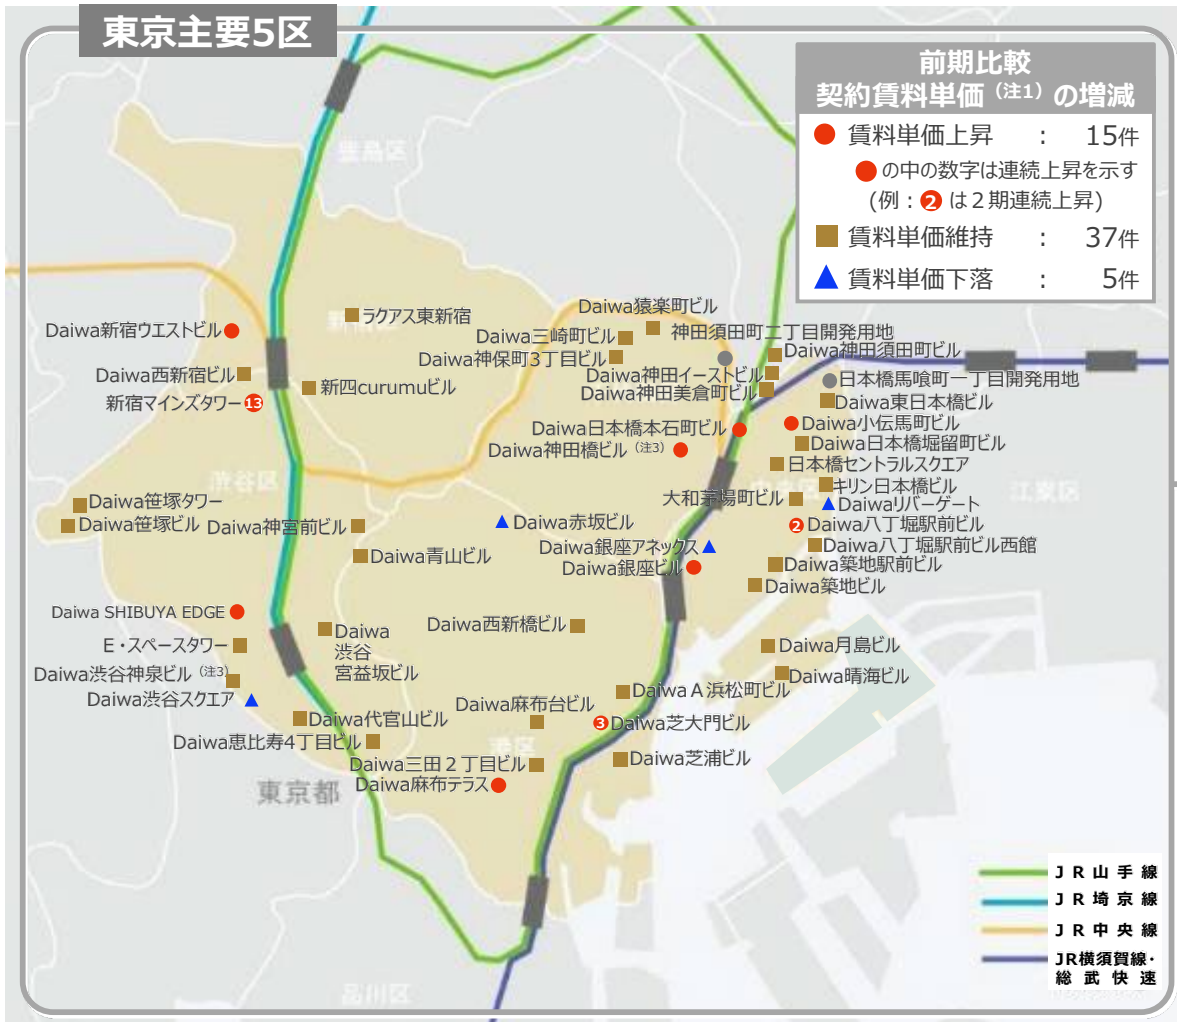 東京主要5区
前期比較
契約賃料単価（注1）の増減
賃料単価上昇 ： 15件
の中の数字は連続上昇を示す
(例：2は２期連続上昇)
賃料単価維持 ： 37件
賃料単価下落 ： 5件
豊島区
Daiwa猿楽町ビル
ラクアス東新宿
Daiwa新宿ウエストビル
Daiwa三崎町ビル
神田須田町二丁目開発用地
Daiwa神保町3丁目ビル
Daiwa神田須田町ビル
Daiwa西新宿ビル
Daiwa神田イーストビル
日本橋馬喰町一丁目開発用地
新四curumuビル
Daiwa神田美倉町ビル
新宿マインズタワー 13
Daiwa東日本橋ビル
Daiwa日本橋本石町ビル
Daiwa小伝馬町ビル
Daiwa神田橋ビル（注3）
Daiwa日本橋堀留町ビル
日本橋セントラルスクエア
渋谷区
キリン日本橋ビル
江東区
大和茅場町ビル
Daiwa笹塚タワー
Daiwaリバーゲート
Daiwa笹塚ビル
Daiwa神宮前ビル
Daiwa赤坂ビル
2 Daiwa八丁堀駅前ビル
Daiwa銀座アネックス
Daiwa八丁堀駅前ビル西館
Daiwa青山ビル
Daiwa銀座ビル
Daiwa築地駅前ビル
Daiwa築地ビル
Daiwa SHIBUYA EDGE
Daiwa西新橋ビル
Daiwa
渋谷
宮益坂ビル
E・スペースタワー
Daiwa月島ビル
Daiwa渋谷神泉ビル（注3）
Daiwa晴海ビル
Daiwa渋谷スクエア
DaiwaＡ浜松町ビル
Daiwa麻布台ビル
Daiwa代官山ビル
3 Daiwa芝大門ビル
Daiwa恵比寿4丁目ビル
港区
Daiwa三田２丁目ビル
Daiwa芝浦ビル
Daiwa麻布テラス
東京都
品川区
ＪＲ山手線
ＪＲ埼京線
ＪＲ中央線
JR横須賀線・
総武快速